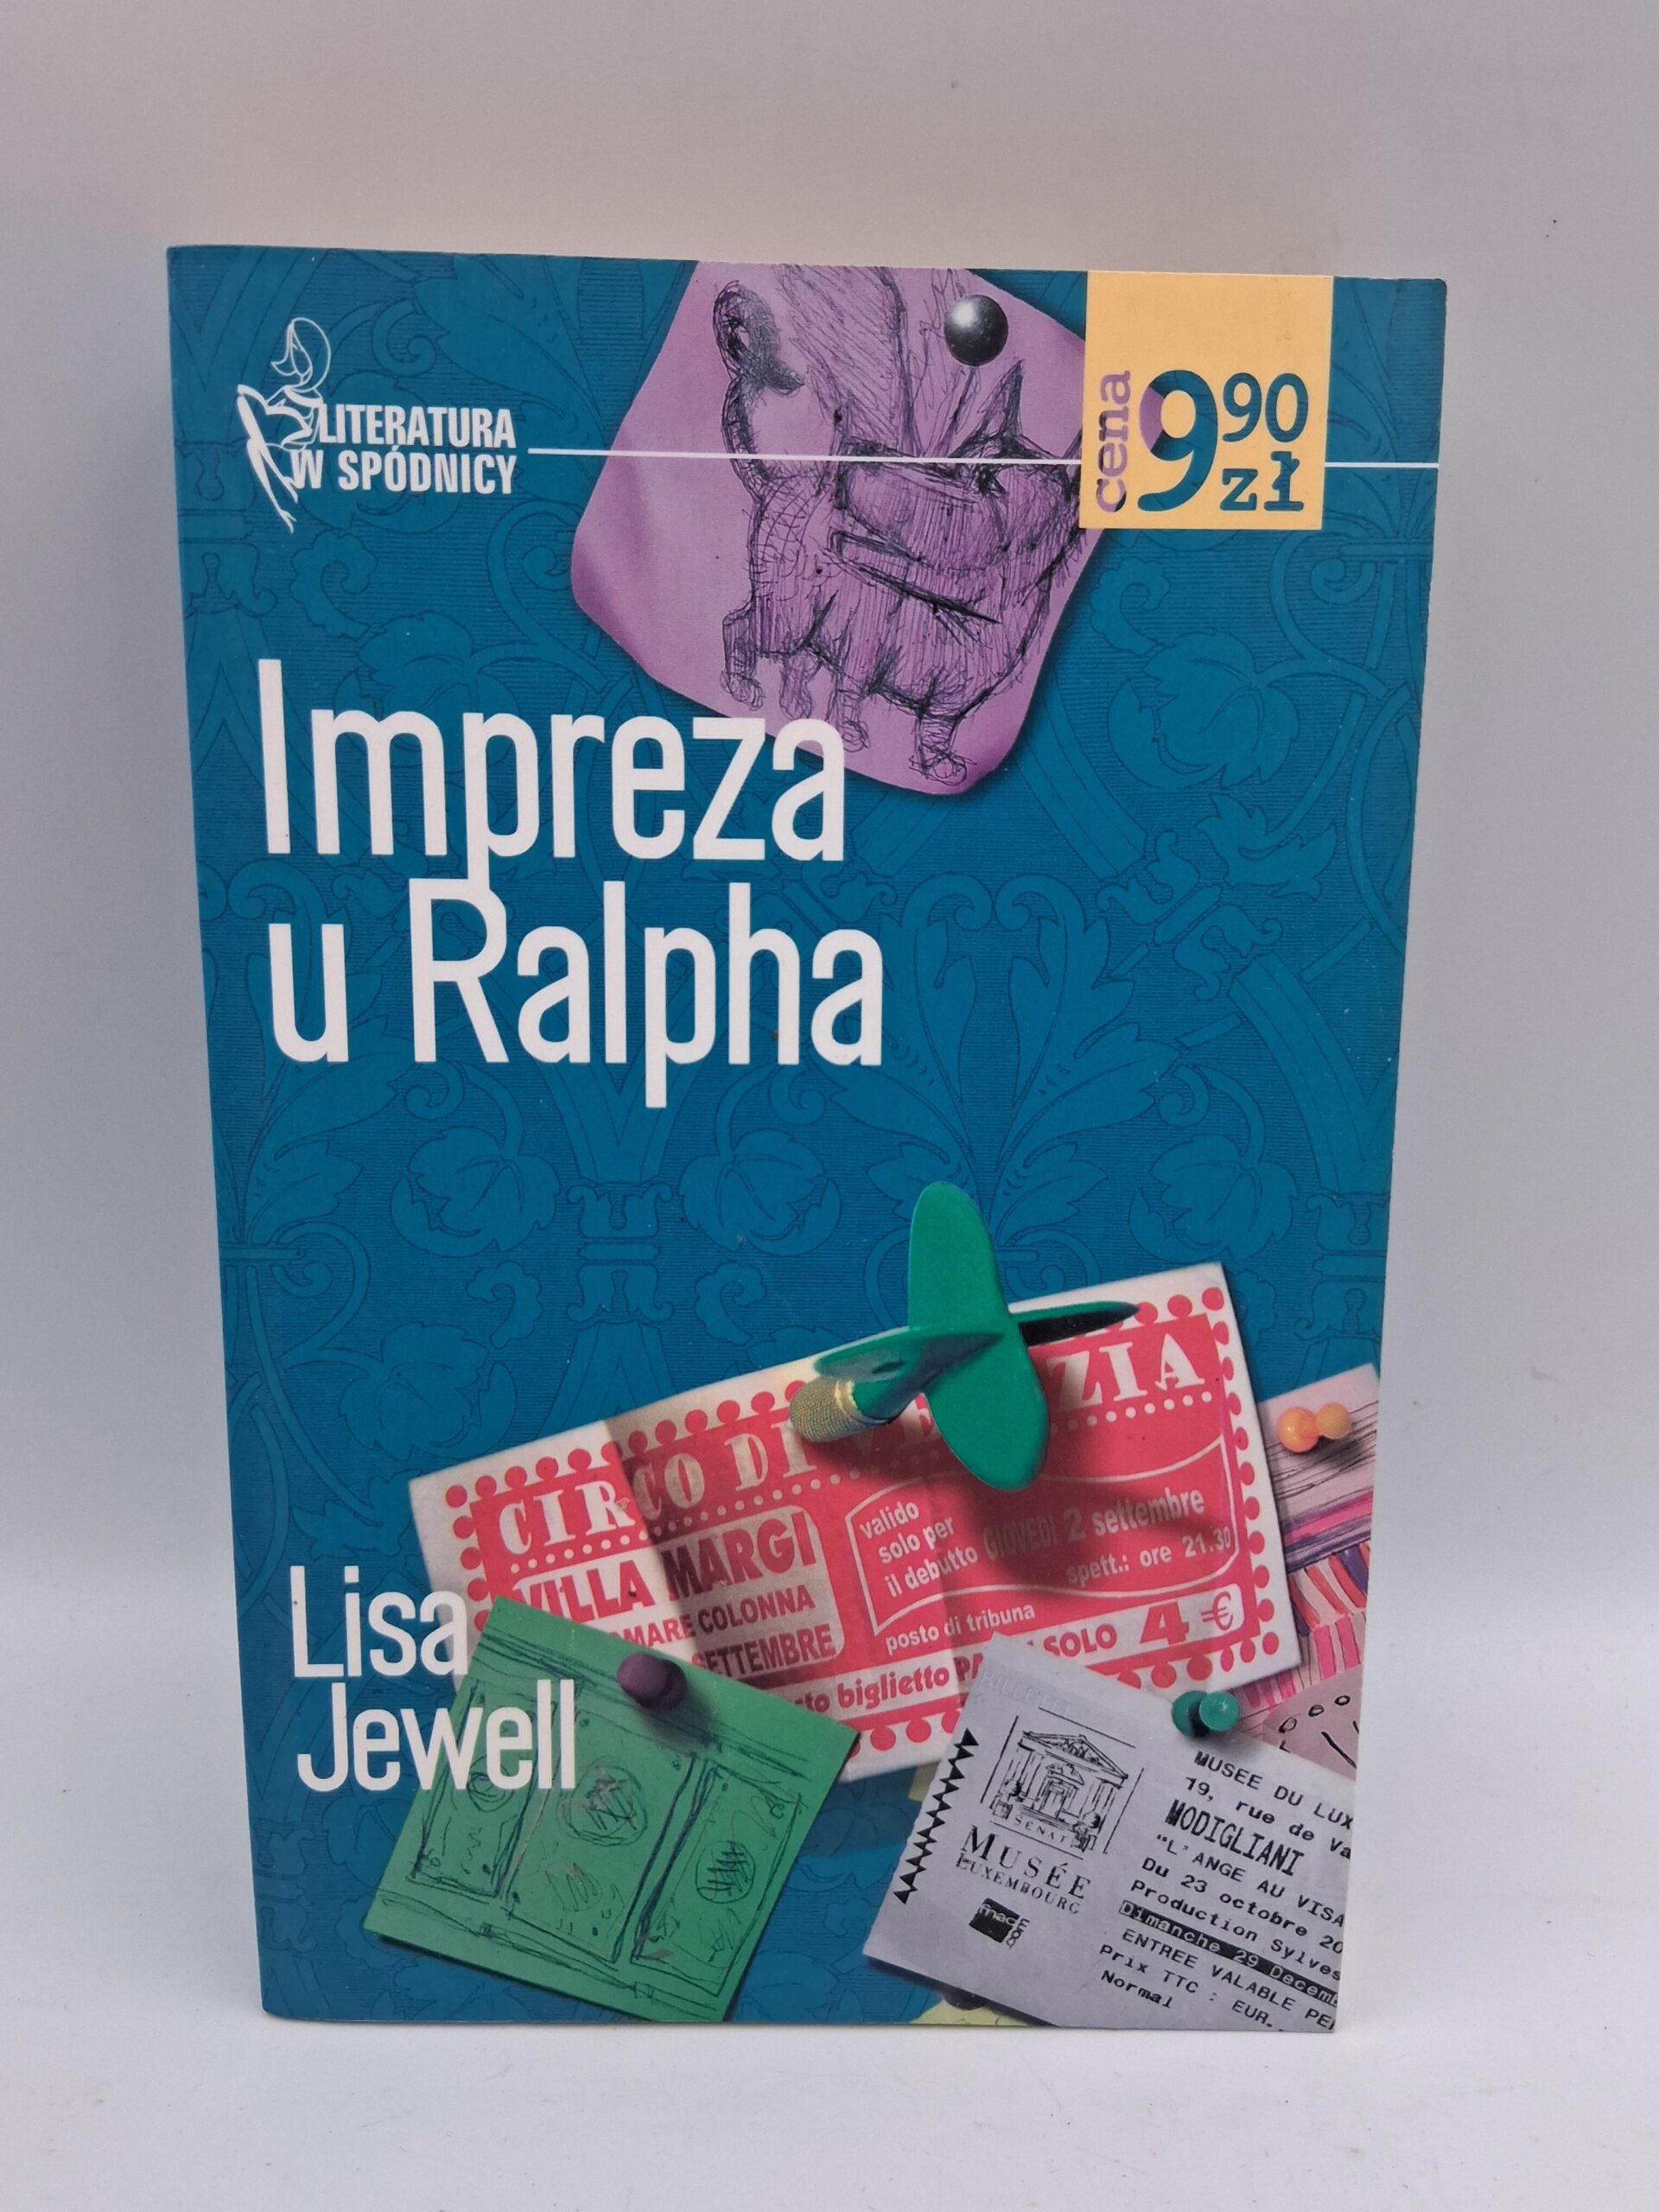 LITERATURA
W SPÓDNICY
cena
9 90
zł
Impreza
u Ralpha
CIRCO DI VENEZIA
VILLA MARGI
COLONNA
SETTEMBRE
valido
solo per
il debutto
GIOVEDI 2 settembre
spett.: ore 21.30
posto di tribuna
SOLO 4 €
biglietto
Lisa
Jewell
SENAT
MUSÉE
LUXEMBOURG
fnac
MUSEE DU LUX
19, rue de Va
MODIGLIANI
"L'ANGE AU VISA
Du 23 octobre 20
Production Sylves
Dimanche 29 Decem
ENTREE VALABLE PE
Prix TTC : EUR.
Normal